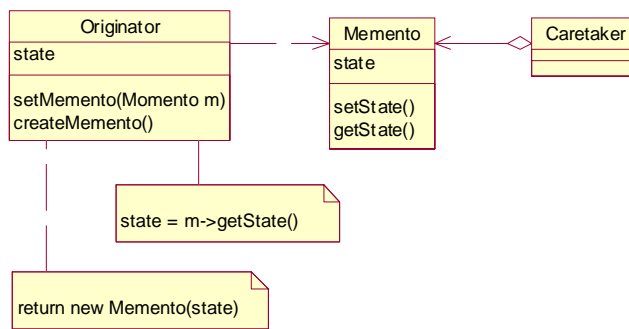 Originator
state
setMemento(Momento m)
createMemento()
Memento
state
setState()
getState()
Caretaker
state = m->getState()
return new Memento(state)